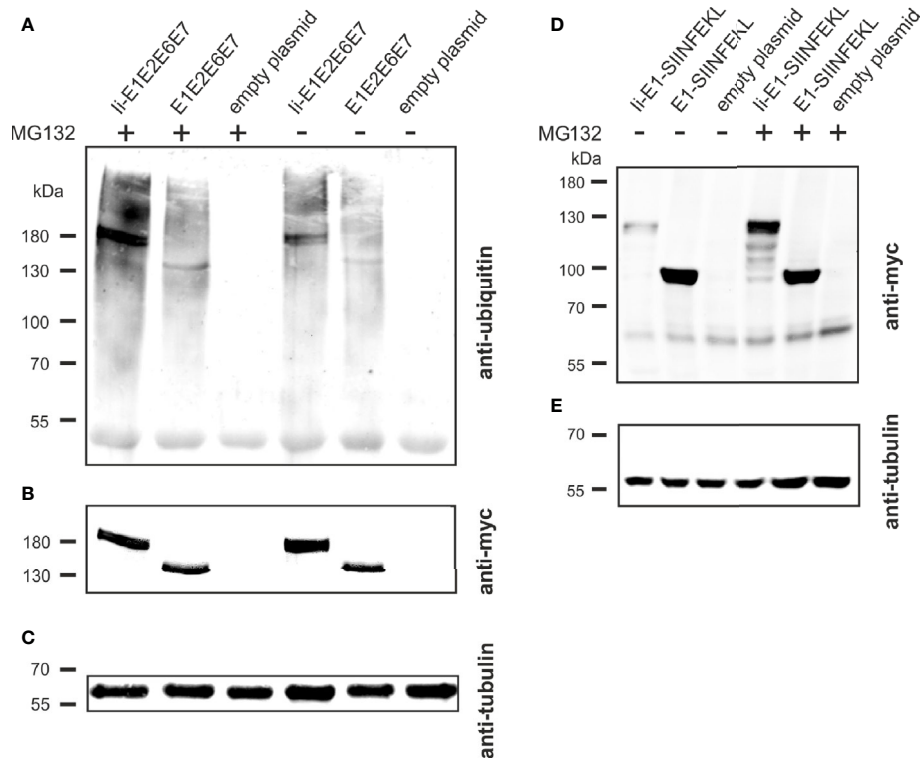 A
Ii-E1E2E6E7
E1E2E6E7
empty plasmid
Ii-E1E2E6E7
E1E2E6E7
empty plasmid
MG132 + + + - - -
kDa
180
130
100
70
55
anti-ubiquitin
B
180
130
anti-myc
C
70
55
anti-tubulin
D
Ii-E1-SIINFEKL
E1-SIINFEKL
empty plasmid
Ii-E1-SIINFEKL
E1-SIINFEKL
empty plasmid
MG132 - - - + + +
kDa
180
130
100
70
55
anti-myc
E
70
55
anti-tubulin